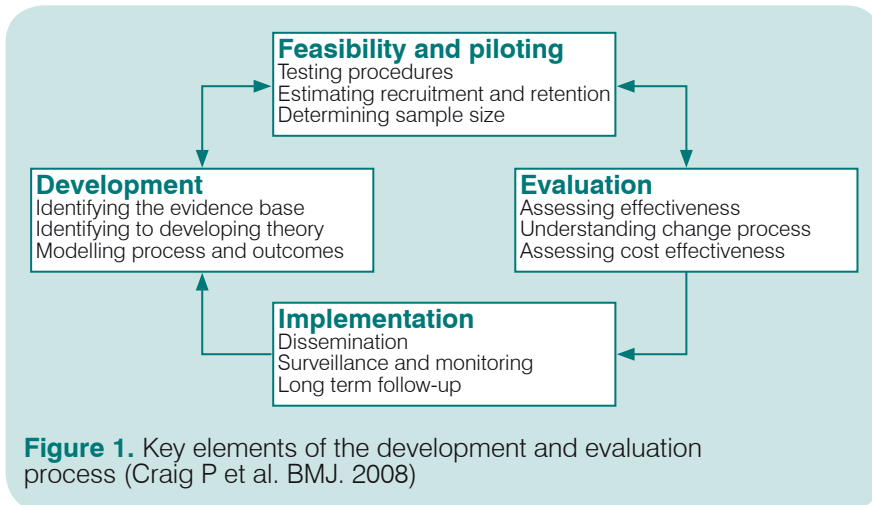 Feasibility and piloting
Testing procedures
Estimating recruitment and retention
Determining sample size
Development
Identifying the evidence base
Identifying to developing theory
Modelling process and outcomes
Evaluation
Assessing effectiveness
Understanding change process
Assessing cost effectiveness
Implementation
Dissemination
Surveillance and monitoring
Long term follow-up
Figure 1. Key elements of the development and evaluation
process (Craig P et al. BMJ. 2008)